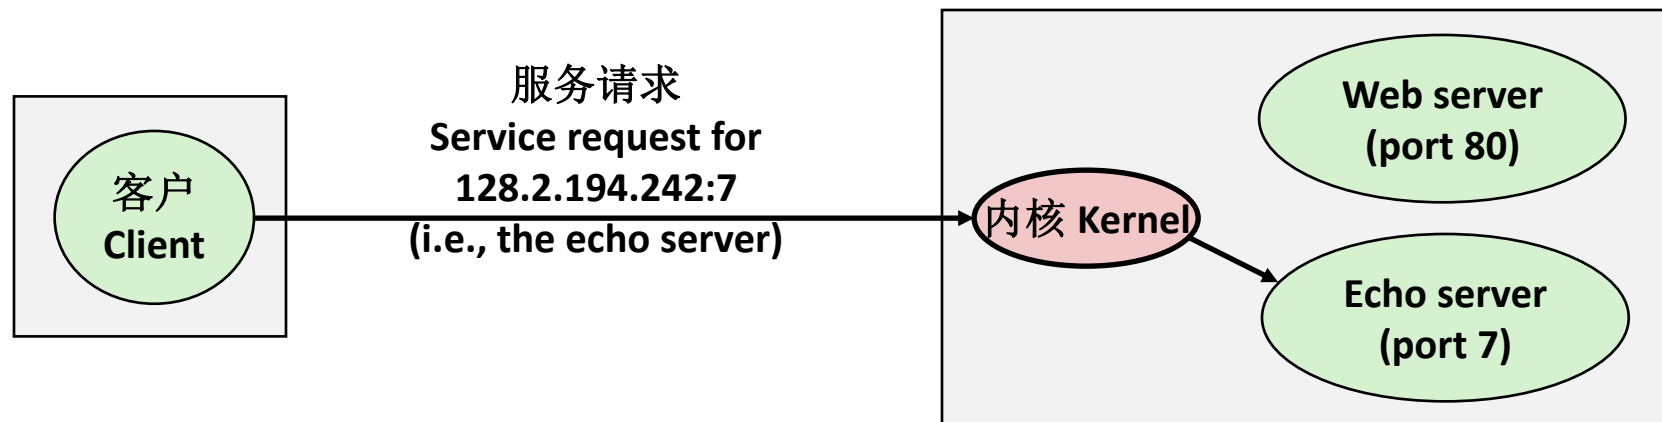 客户
Client
服务请求
Service request for
128.2.194.242:7
(i.e., the echo server)
内核 Kernel
Web server
(port 80)
Echo server
(port 7)